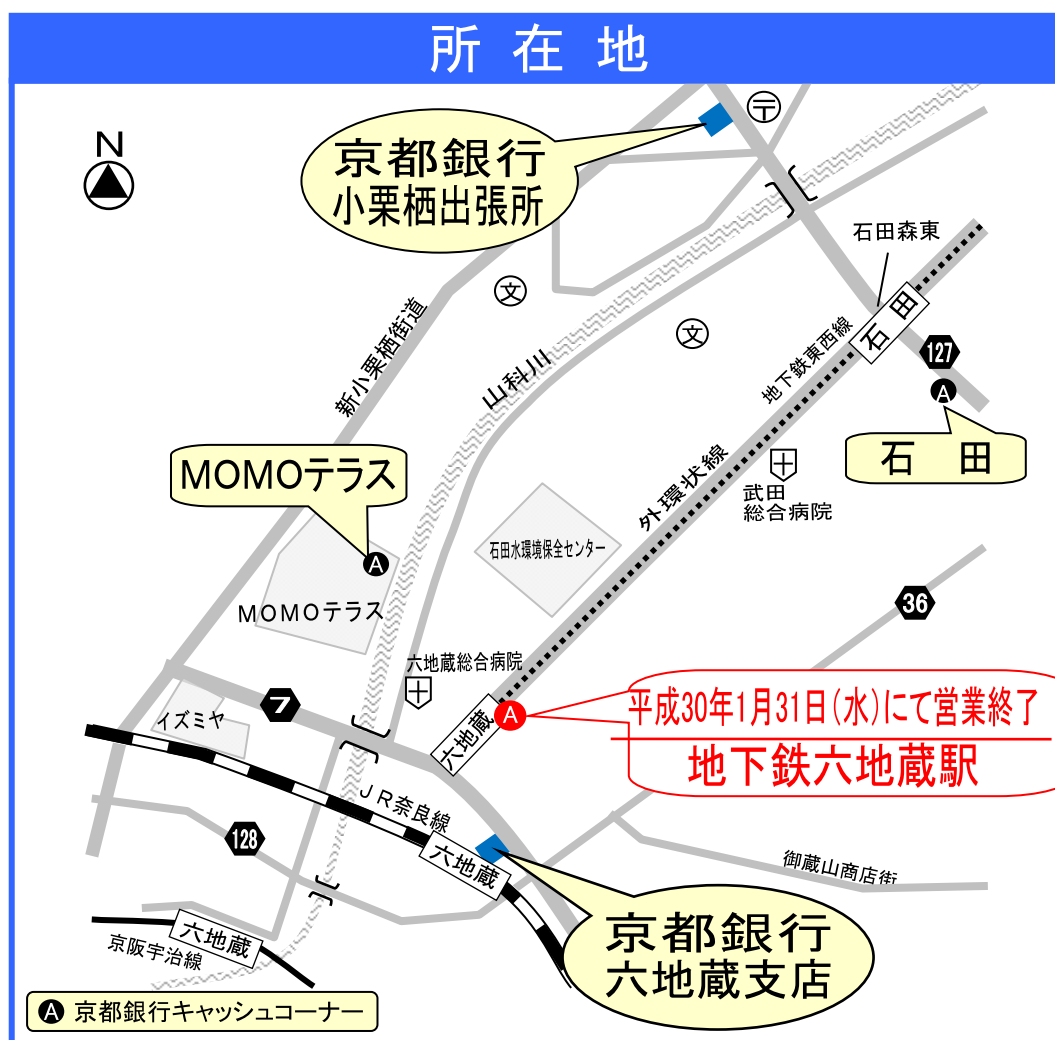 所在地
N
〒
京都銀行
小栗栖出張所
石田森東
文
文
新小栗栖街道
山科川
地下鉄東西線
石田
127
A
石田
MOMOテラス
A
MOMOテラス
外環状線
武田
総合病院
石田水環境保全センター
36
六地蔵総合病院
7
イズミヤ
六地蔵
A
平成30年1月31日(水)にて営業終了
地下鉄六地蔵駅
JR奈良線
128
六地蔵
御蔵山商店街
京都銀行
六地蔵支店
六地蔵
京阪宇治線
A 京都銀行キャッシュコーナー